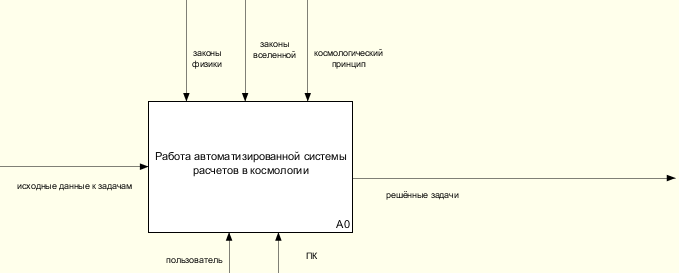 законы
физики
законы
вселенной
космологический
принцип
Работа автоматизированной системы
расчетов в космологии
исходные данные к задачам
решённые задачи
A0
пользователь
ПК